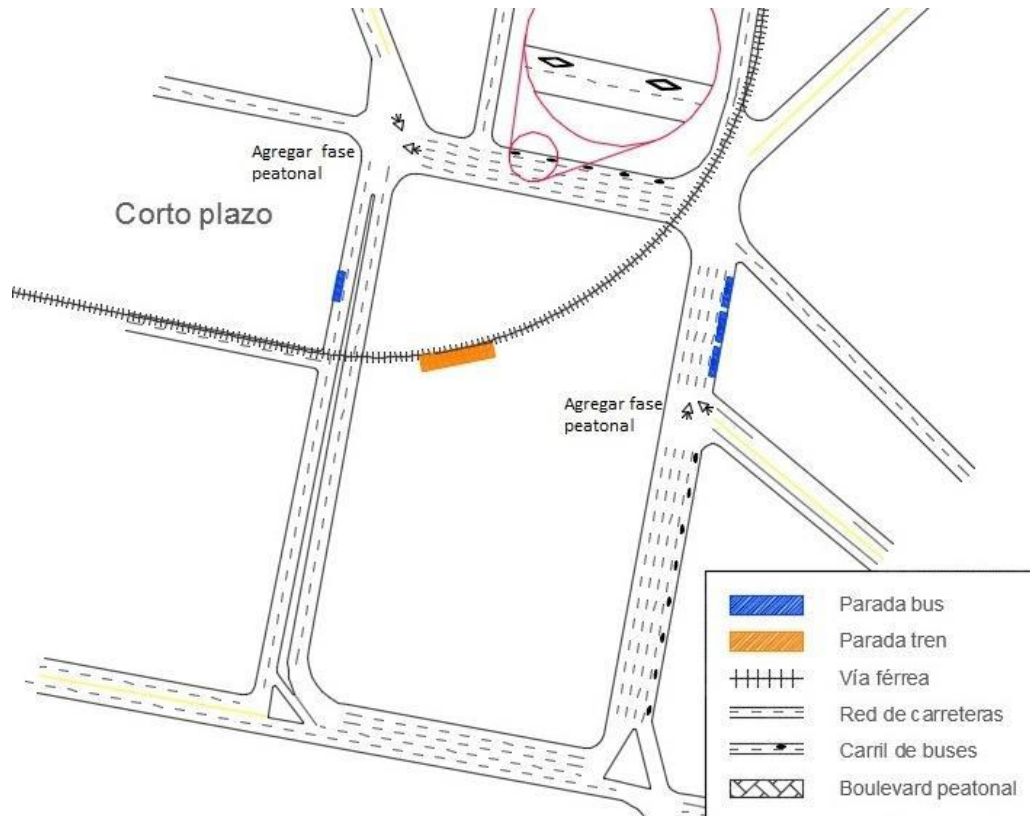 Agregar fase
peatonal
Corto plazo
Agregar fase
peatonal
Parada bus
Parada tren
Vía férrea
Red de carreteras
Carril de buses
Boulevard peatonal